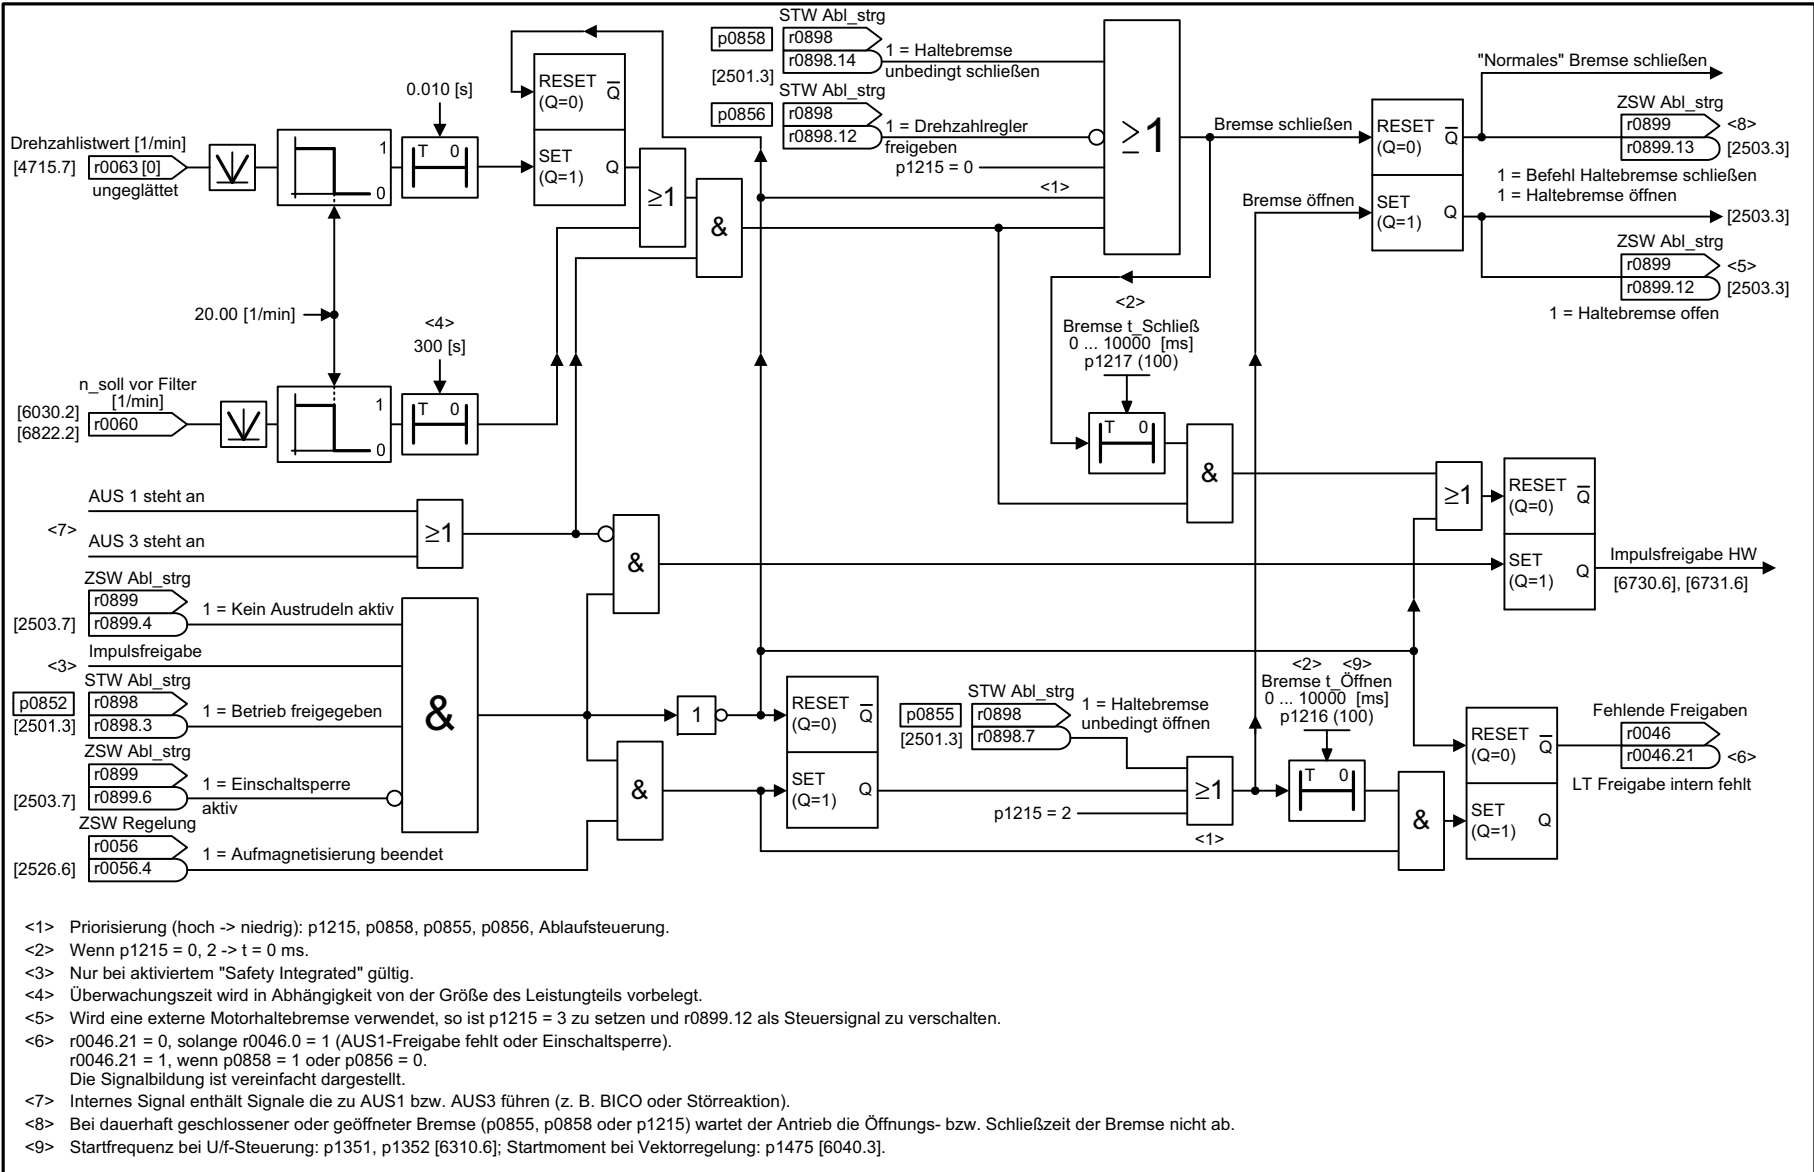 STW Abl_strg
p0858
r0898
r0898.14
1 = Haltebremse
unbedingt schließen
[2501.3]
STW Abl_strg
p0856
r0898
r0898.12
1 = Drehzahlregler
freigeben
p1215 = 0
<1>
≥1
RESET
(Q=0)
Q
SET
(Q=1)
Q
0.010 [s]
Drehzahlistwert [1/min]
[4715.7]
r0063 [0]
ungeglättet
1
0
T 0
≥1
&
Bremse schließen
Bremse öffnen
RESET
(Q=0)
Q
SET
(Q=1)
Q
"Normales" Bremse schließen
ZSW Abl_strg
r0899
<8>
r0899.13
[2503.3]
1 = Befehl Haltebremse schließen
1 = Haltebremse öffnen
[2503.3]
ZSW Abl_strg
r0899
<5>
r0899.12
[2503.3]
1 = Haltebremse offen
20.00 [1/min]
<4>
300 [s]
n_soll vor Filter
[1/min]
[6030.2]
[6822.2]
r0060
1
0
T 0
<2>
Bremse t_Schließ
0 ... 10000 [ms]
p1217 (100)
T 0
&
≥1
RESET
(Q=0)
Q
SET
(Q=1)
Q
Impulsfreigabe HW
[6730.6], [6731.6]
AUS 1 steht an
<7>
AUS 3 steht an
≥1
&
ZSW Abl_strg
r0899
[2503.7]
r0899.4
1 = Kein Austrudeln aktiv
<3>
Impulsfreigabe
STW Abl_strg
p0852
r0898
[2501.3]
r0898.3
1 = Betrieb freigegeben
ZSW Abl_strg
r0899
[2503.7]
r0899.6
1 = Einschaltsperre
aktiv
ZSW Regelung
r0056
[2526.6]
r0056.4
1 = Aufmagnetisierung beendet
&
1
&
RESET
(Q=0)
Q
SET
(Q=1)
Q
STW Abl_strg
p0855
r0898
[2501.3]
r0898.7
1 = Haltebremse
unbedingt öffnen
p1215 = 2
≥1
<1>
<2> <9>
Bremse t_Öffnen
0 ... 10000 [ms]
p1216 (100)
T 0
&
RESET
(Q=0)
Q
SET
(Q=1)
Q
Fehlende Freigaben
r0046
r0046.21
<6>
LT Freigabe intern fehlt
<1> Priorisierung (hoch -> niedrig): p1215, p0858, p0855, p0856, Ablaufsteuerung.
<2> Wenn p1215 = 0, 2 -> t = 0 ms.
<3> Nur bei aktiviertem "Safety Integrated" gültig.
<4> Überwachungszeit wird in Abhängigkeit von der Größe des Leistungteils vorbelegt.
<5> Wird eine externe Motorhaltebremse verwendet, so ist p1215 = 3 zu setzen und r0899.12 als Steuersignal zu verschalten.
<6> r0046.21 = 0, solange r0046.0 = 1 (AUS1-Freigabe fehlt oder Einschaltsperre).
r0046.21 = 1, wenn p0858 = 1 oder p0856 = 0.
Die Signalbildung ist vereinfacht dargestellt.
<7> Internes Signal enthält Signale die zu AUS1 bzw. AUS3 führen (z. B. BICO oder Störreaktion).
<8> Bei dauerhaft geschlossener oder geöffneter Bremse (p0855, p0858 oder p1215) wartet der Antrieb die Öffnungs- bzw. Schließzeit der Bremse nicht ab.
<9> Startfrequenz bei U/f-Steuerung: p1351, p1352 [6310.6]; Startmoment bei Vektorregelung: p1475 [6040.3].